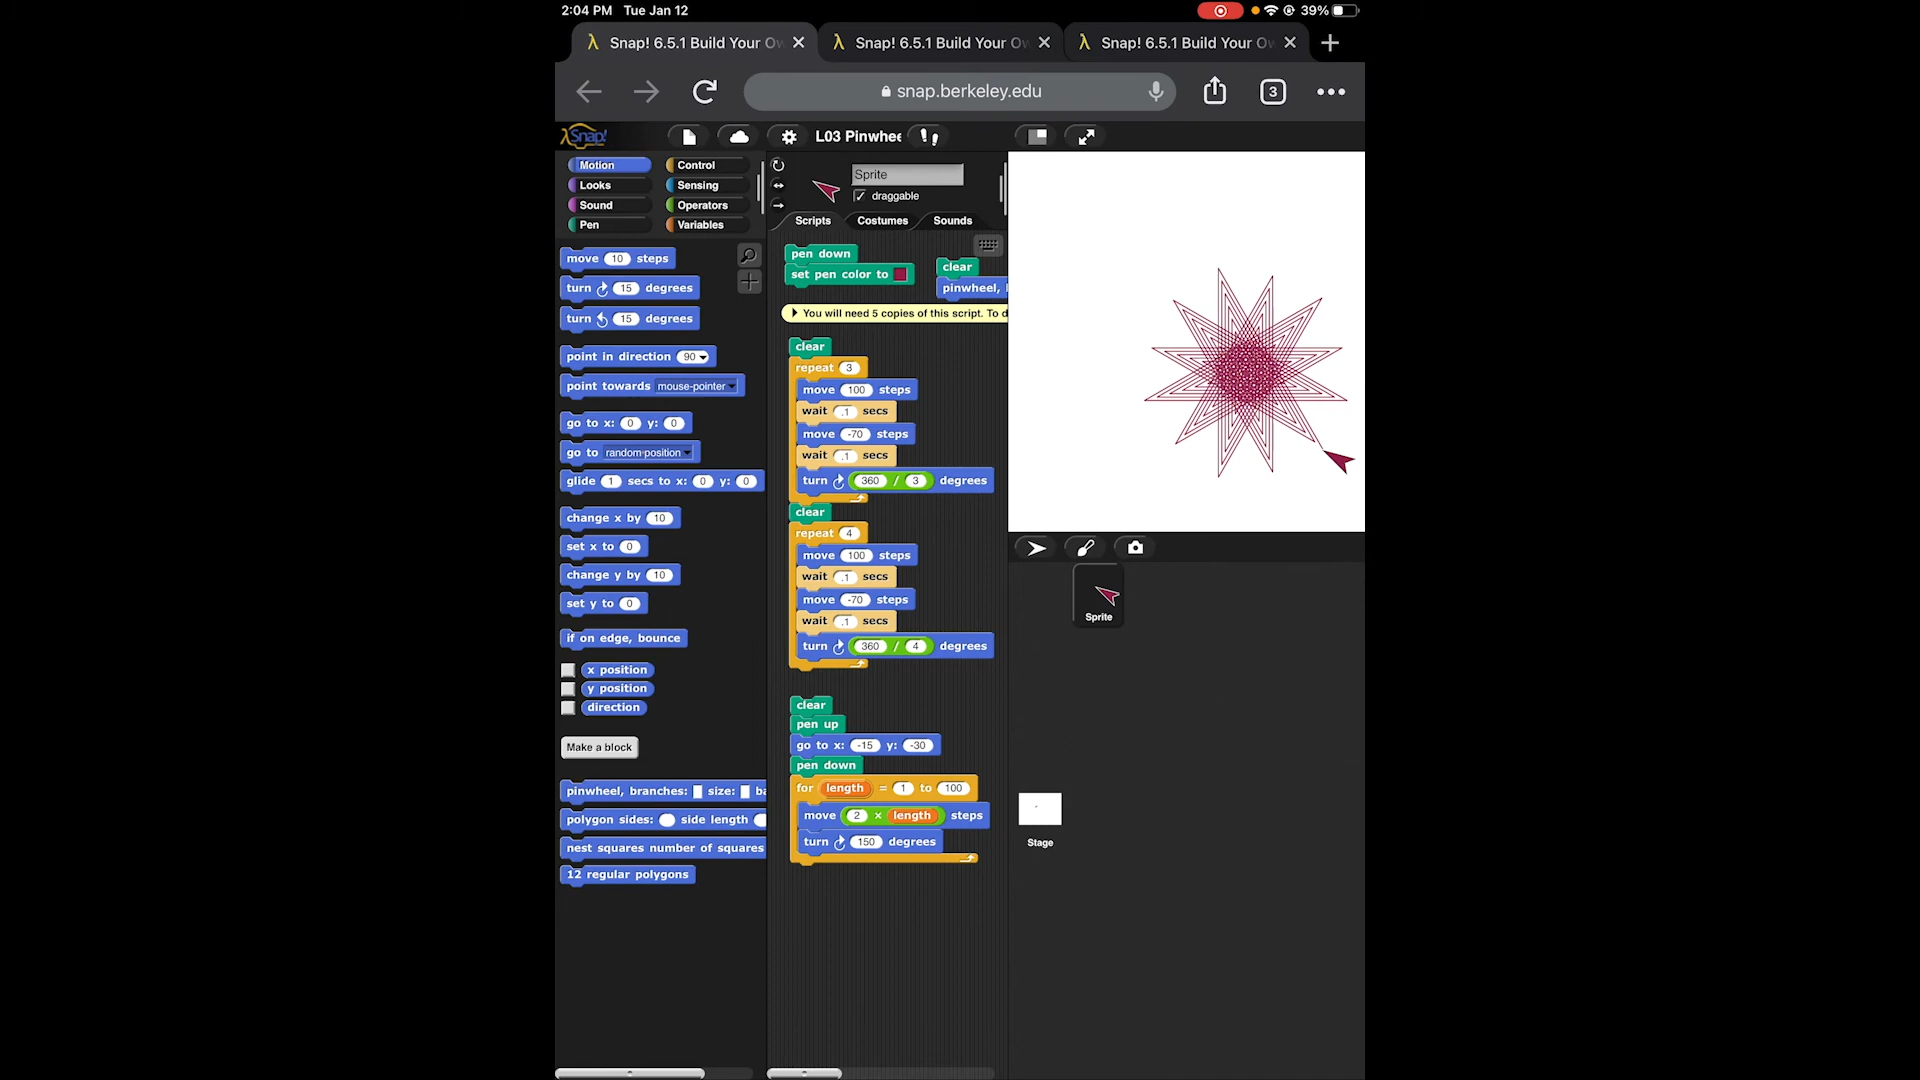 2:04 PM Tue Jan 12 39%
Snap! 6.5.1 Build Your Ow Snap! 6.5.1 Build Your Ow Snap! 6.5.1 Build Your Ow
snap.berkeley.edu 3
Snap! L03 Pinwhee
Motion Control
Looks Sensing
Sound Operators
Pen Variables
move 10 steps
turn 15 degrees
turn 15 degrees
point in direction 90
point towards mouse-pointer
go to x: 0 y: 0
go to random position
glide 1 secs to x: 0 y: 0
change x by 10
set x to 0
change y by 10
set y to 0
if on edge, bounce
x position
y position
direction
Make a block
pinwheel, branches: size: ba
polygon sides: side length
nest squares number of squares
12 regular polygons
Sprite
draggable
Scripts Costumes Sounds
pen down
set pen color to
clear
pinwheel,
You will need 5 copies of this script. To d
clear
repeat 3
move 100 steps
wait .1 secs
move -70 steps
wait .1 secs
turn 360 / 3 degrees
clear
repeat 4
move 100 steps
wait .1 secs
move -70 steps
wait .1 secs
turn 360 / 4 degrees
clear
pen up
go to x: -15 y: -30
pen down
for length = 1 to 100
move 2 × length steps
turn 150 degrees
Sprite
Stage